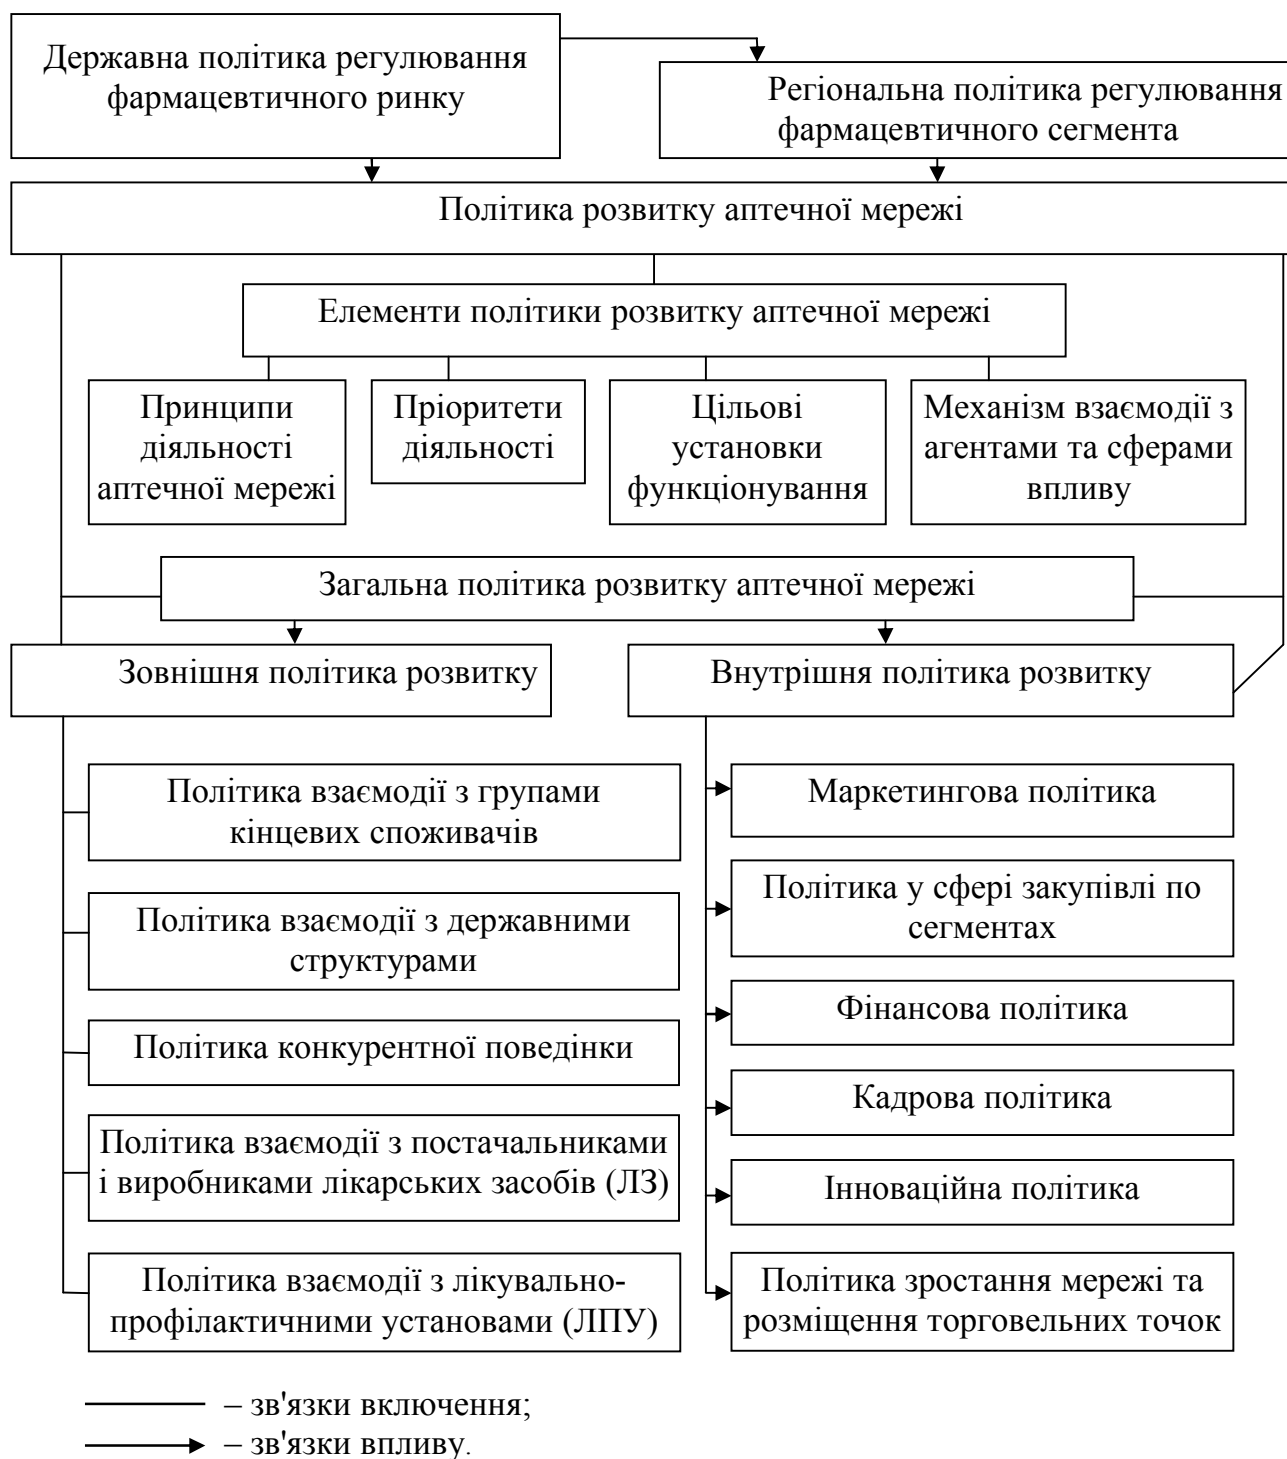 Державна політика регулювання
фармацевтичного ринку
Регіональна політика регулювання
фармацевтичного сегмента
Політика розвитку аптечної мережі
Елементи політики розвитку аптечної мережі
Принципи
діяльності
аптечної мережі
Пріоритети
діяльності
Цільові
установки
функціонування
Механізм взаємодії з
агентами та сферами
впливу
Загальна політика розвитку аптечної мережі
Зовнішня політика розвитку
Внутрішня політика розвитку
Політика взаємодії з групами
кінцевих споживачів
Політика взаємодії з державними
структурами
Політика конкурентної поведінки
Політика взаємодії з постачальниками
і виробниками лікарських засобів (ЛЗ)
Політика взаємодії з лікувально-
профілактичними установами (ЛПУ)
Маркетингова політика
Політика у сфері закупівлі по
сегментах
Фінансова політика
Кадрова політика
Інноваційна політика
Політика зростання мережі та
розміщення торговельних точок
– зв'язки включення;
– зв'язки впливу.